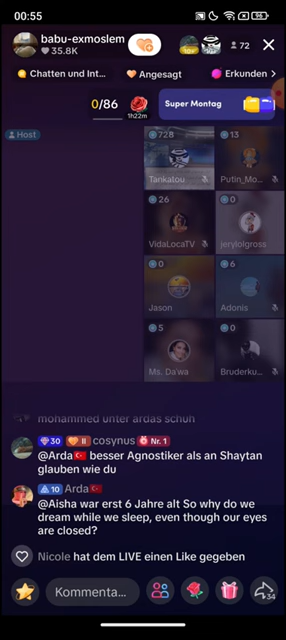 00:55
96
babu-exmoslem
35.8K
10+
72
Chatten und Int...
Angesagt
Erkunden
0/86
1h22m
Super Montag
Host
728
Tankatou
13
Putin_Mo...
26
VidaLocaTV
0
jerylolgross
0
Jason
6
Adonis
5
Ms. Da'wa
0
Bruderku...
mohammed unter ardas schuh
30 II cosynus Nr. 1
@Arda🇹🇷 besser Agnostiker als an Shaytan
glauben wie du
10 Arda🇹🇷
@Aisha war erst 6 Jahre alt So why do we
dream while we sleep, even though our eyes
are closed?
Nicole hat dem LIVE einen Like gegeben
Kommenta...
34